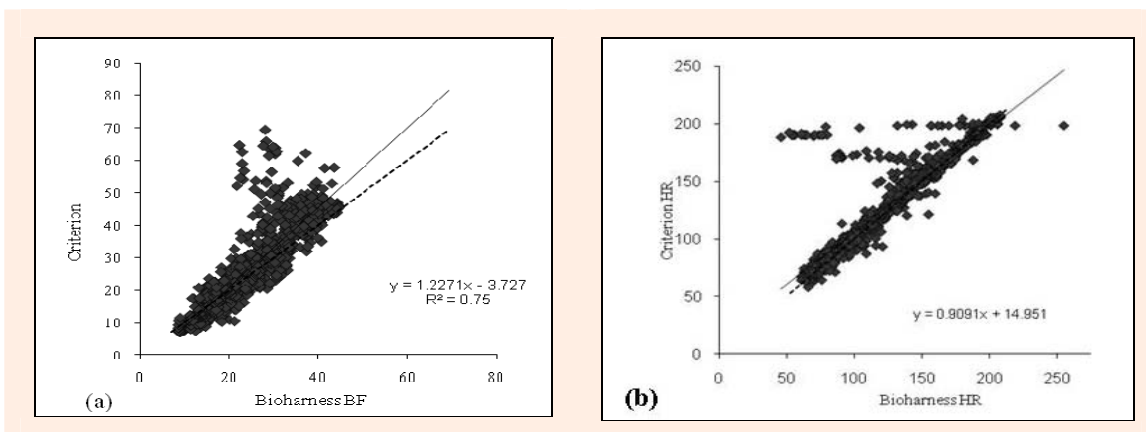 90
80
70
60
50
40
30
20
10
0
Criterion
y = 1.2271x - 3.727
R² = 0.75
0 20 40 60 80
(a) Bioharness BF
250
200
150
100
50
0
Criterion HR
y = 0.9091x + 14.951
0 50 100 150 200 250
(b) Bioharness HR